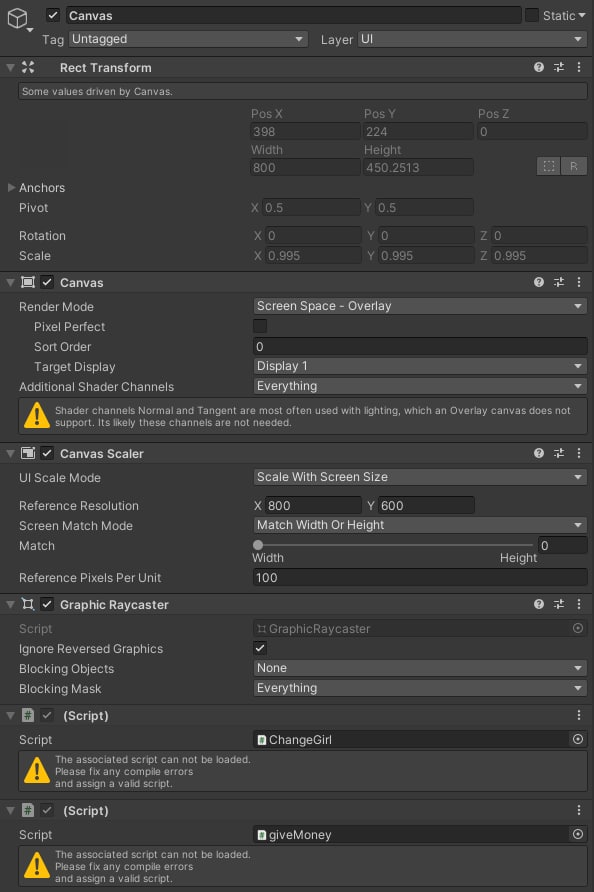 Canvas
Static
Tag Untagged Layer UI
Rect Transform
Some values driven by Canvas.
Pos X Pos Y Pos Z
398 224 0
Width Height
800 450.2513
R
Anchors
Pivot X 0.5 Y 0.5
Rotation X 0 Y 0 Z 0
Scale X 0.995 Y 0.995 Z 0.995
Canvas
Render Mode Screen Space - Overlay
Pixel Perfect
Sort Order 0
Target Display Display 1
Additional Shader Channels Everything
Shader channels Normal and Tangent are most often used with lighting, which an Overlay canvas does not
support. Its likely these channels are not needed.
Canvas Scaler
UI Scale Mode Scale With Screen Size
Reference Resolution X 800 Y 600
Screen Match Mode Match Width Or Height
Match 0
Width Height
Reference Pixels Per Unit 100
Graphic Raycaster
Script GraphicRaycaster
Ignore Reversed Graphics
Blocking Objects None
Blocking Mask Everything
# (Script)
Script ChangeGirl
The associated script can not be loaded.
Please fix any compile errors
and assign a valid script.
# (Script)
Script giveMoney
The associated script can not be loaded.
Please fix any compile errors
and assign a valid script.